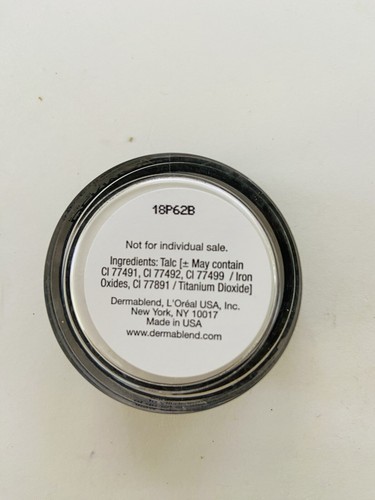 18P62B
Not for individual sale.
Ingredients: Talc [± May contain
CI 77491, CI 77492, CI 77499 / Iron
Oxides, CI 77891 / Titanium Dioxide]
Dermablend, L'Oréal USA, Inc.
New York, NY 10017
Made in USA
www.dermablend.com